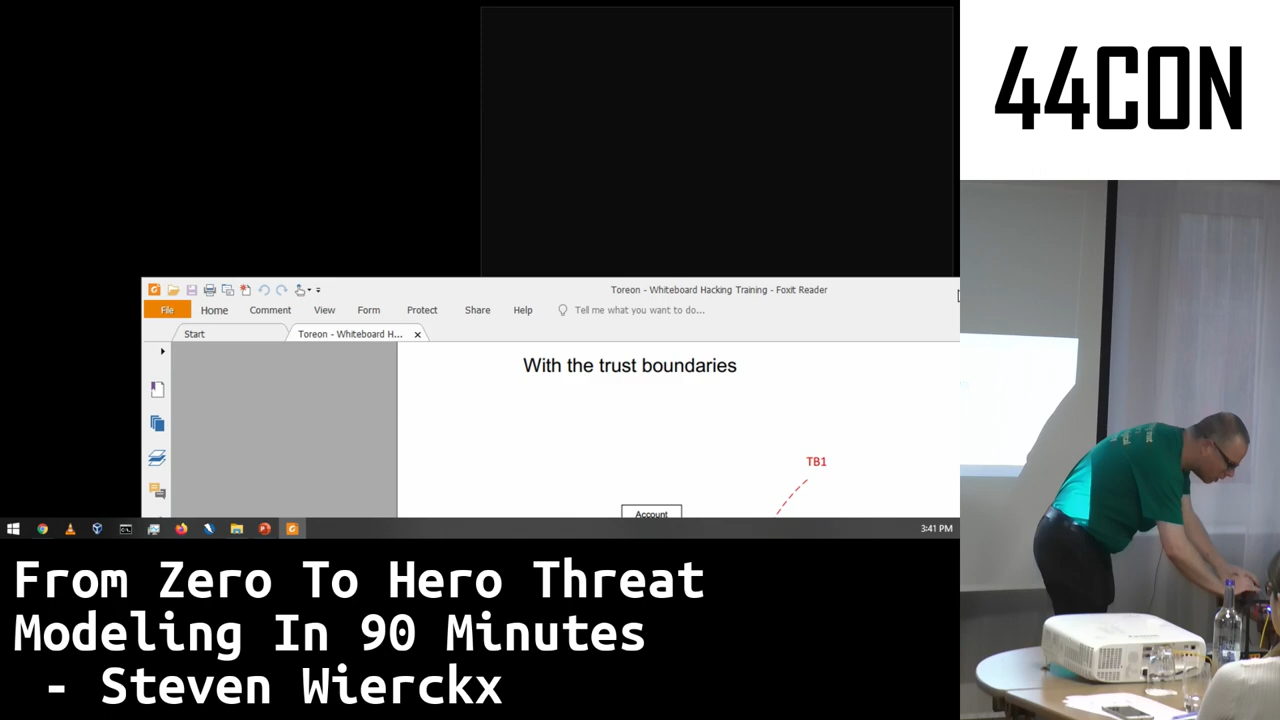 44CON
Toreon - Whiteboard Hacking Training - Foxit Reader
File Home Comment View Form Protect Share Help Tell me what you want to do...
Start Toreon - Whiteboard H...
With the trust boundaries
TB1
Account
3:41 PM
From Zero To Hero Threat
Modeling In 90 Minutes
- Steven Wierckx